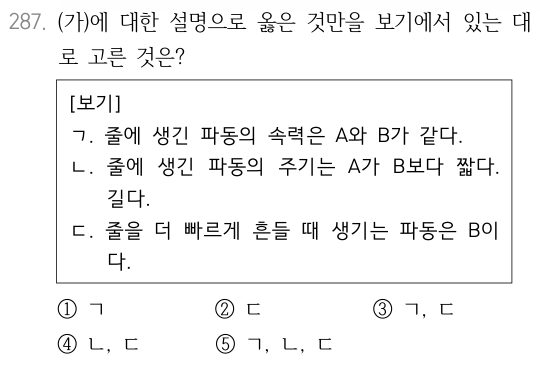 287. (가)에 대한 설명으로 옳은 것만을 보기에서 있는 대
로 고른 것은?
[보기]
ㄱ. 줄에 생긴 파동의 속력은 A와 B가 같다.
ㄴ. 줄에 생긴 파동의 주기는 A가 B보다 짧다.
길다.
ㄷ. 줄을 더 빠르게 흔들 때 생기는 파동은 B이
다.
① ㄱ ② ㄷ ③ ㄱ, ㄷ
④ ㄴ, ㄷ ⑤ ㄱ, ㄴ, ㄷ